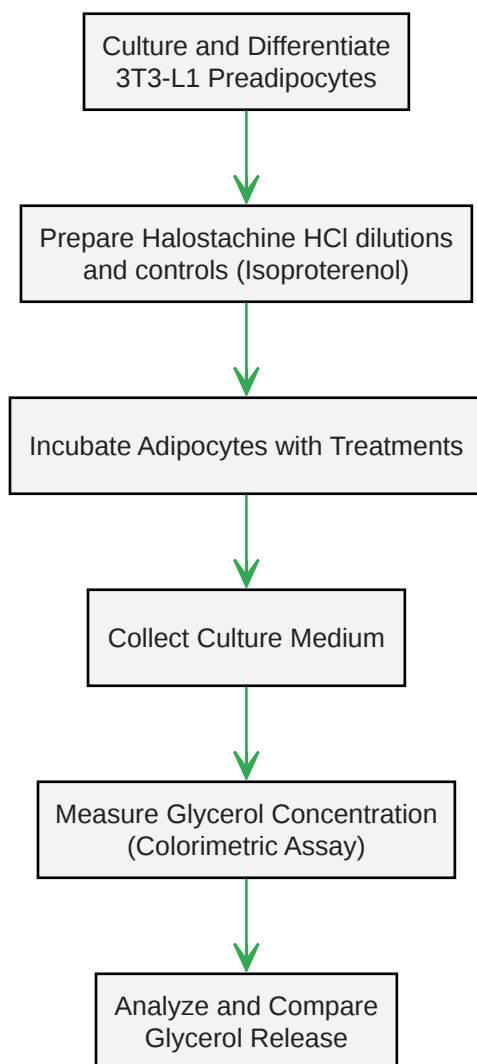 Culture and Differentiate
3T3-L1 Preadipocytes
Prepare Halostachine HCl dilutions
and controls (Isoproterenol)
Incubate Adipocytes with Treatments
Collect Culture Medium
Measure Glycerol Concentration
(Colorimetric Assay)
Analyze and Compare
Glycerol Release